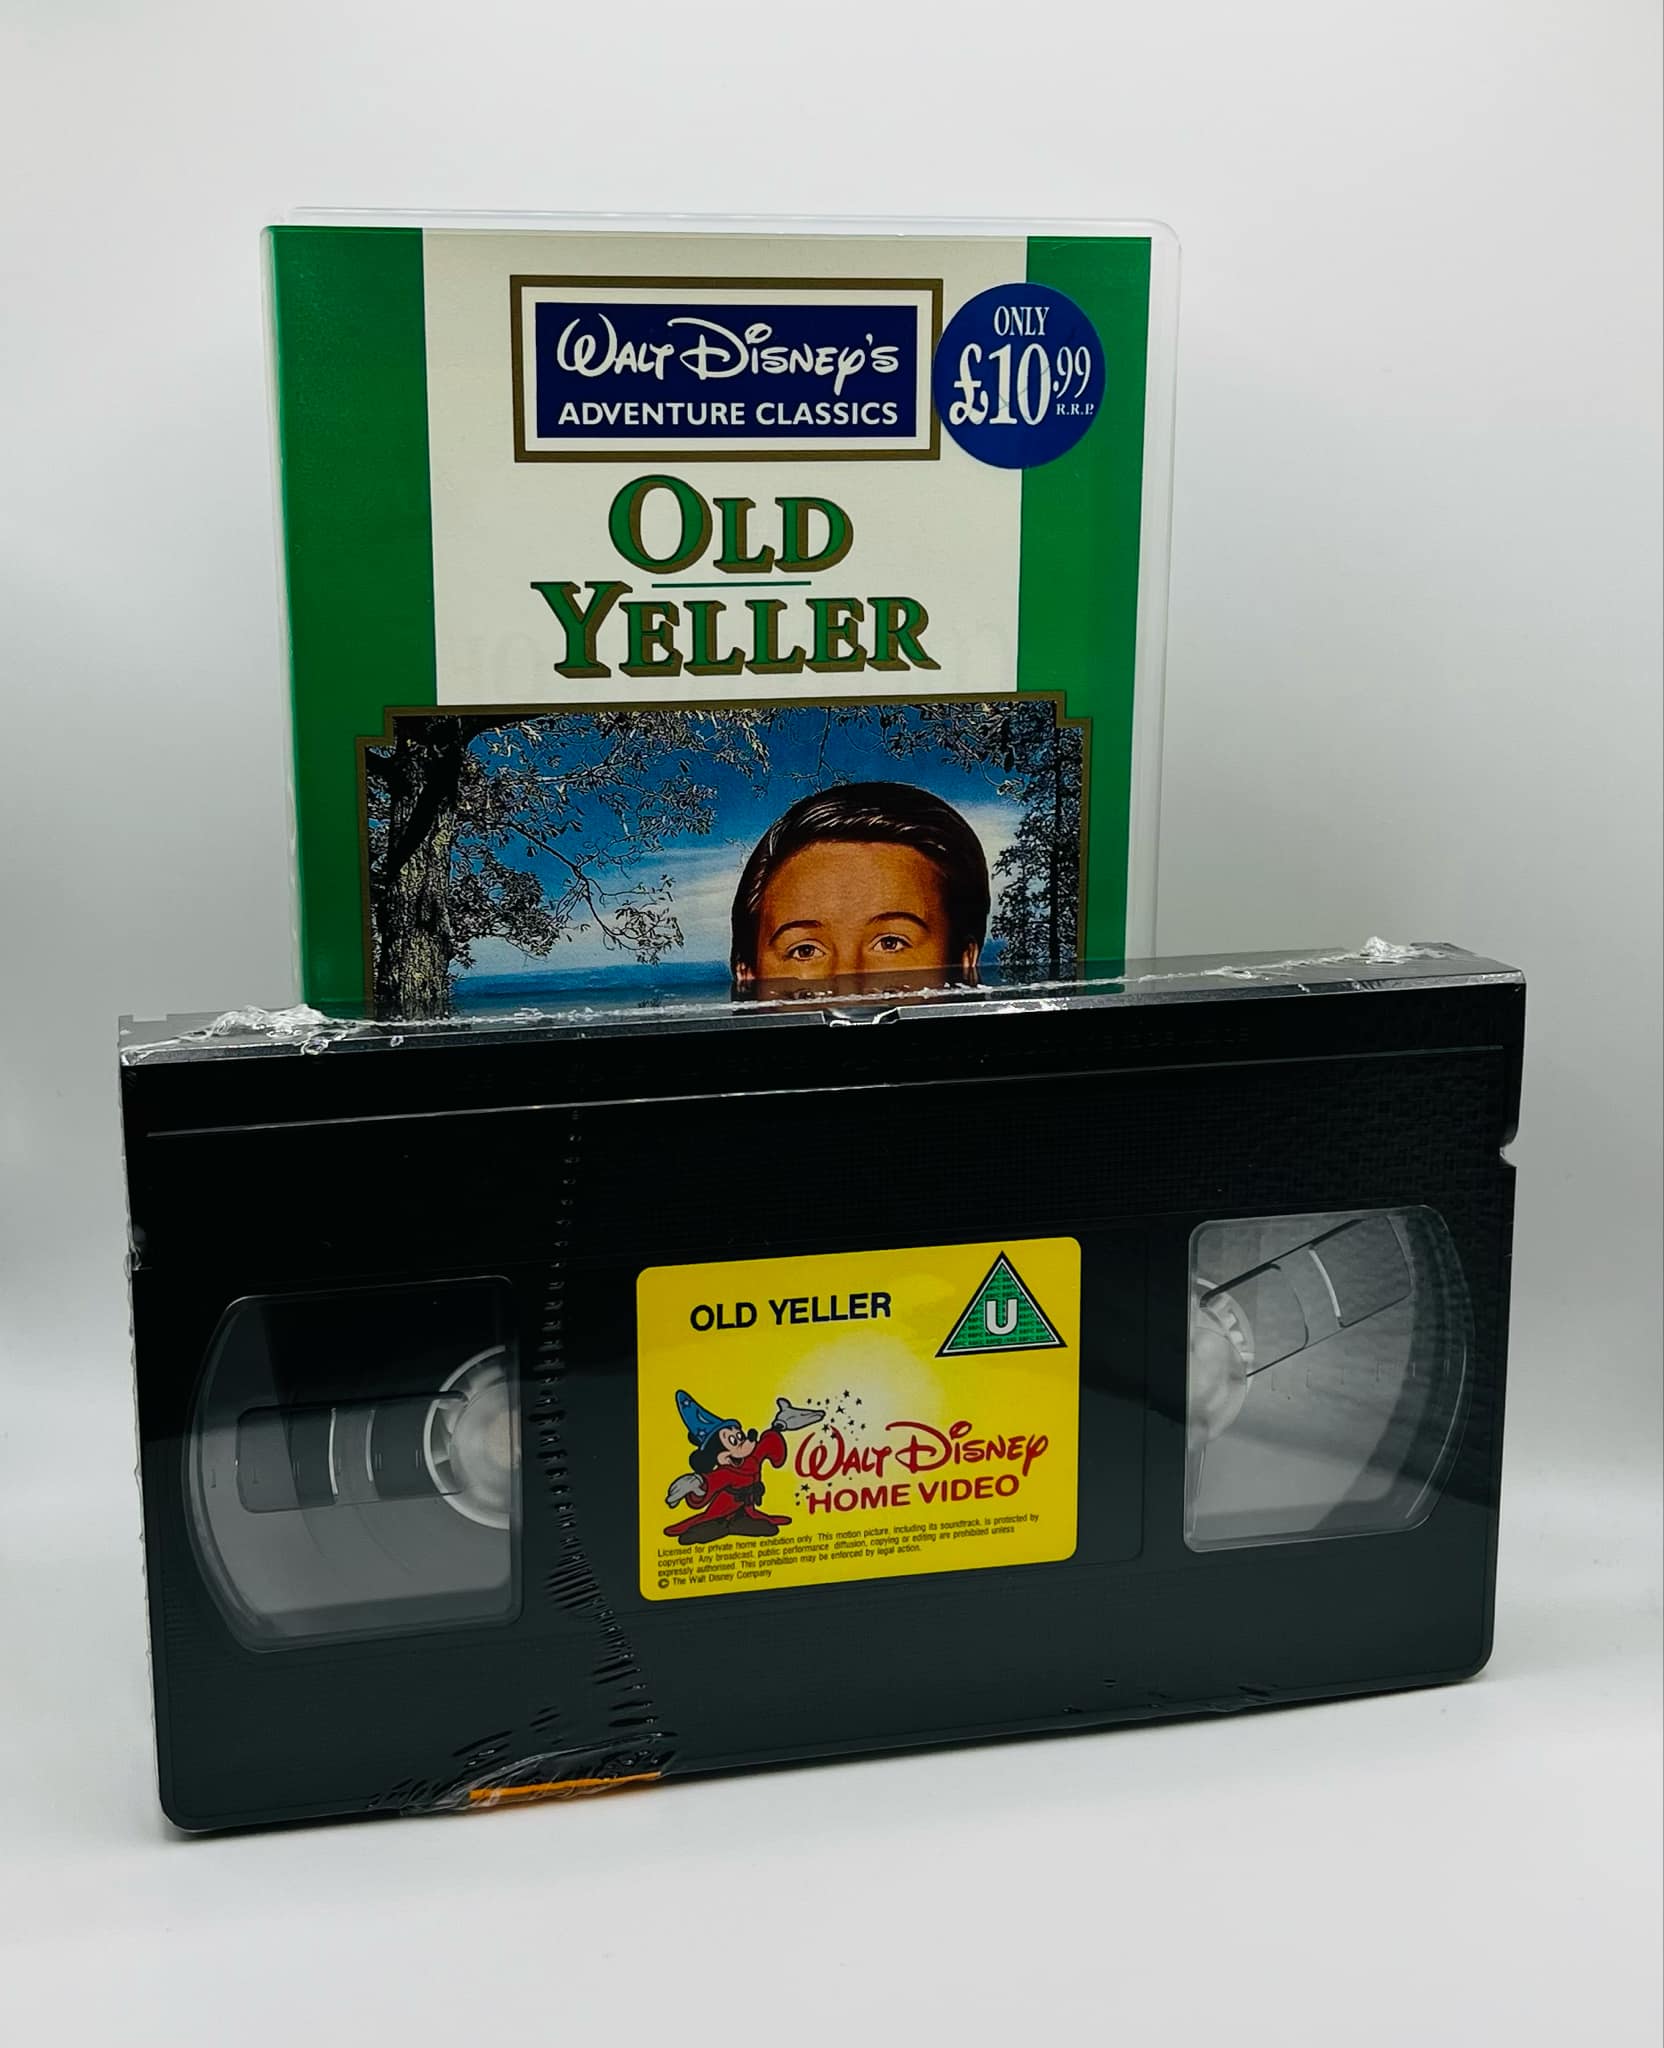 WALT DISNEY'S
ADVENTURE CLASSICS
ONLY
£10.99
R.R.P.
OLD
YELLER
OLD YELLER
U
WALT DISNEY
HOME VIDEO
Licensed for private home exhibition only. This motion picture, including its soundtrack, is protected by
copyright. Any broadcast, public performance diffusion, copying or editing are prohibited unless
expressly authorised. This prohibition may be enforced by legal action.
© The Walt Disney Company